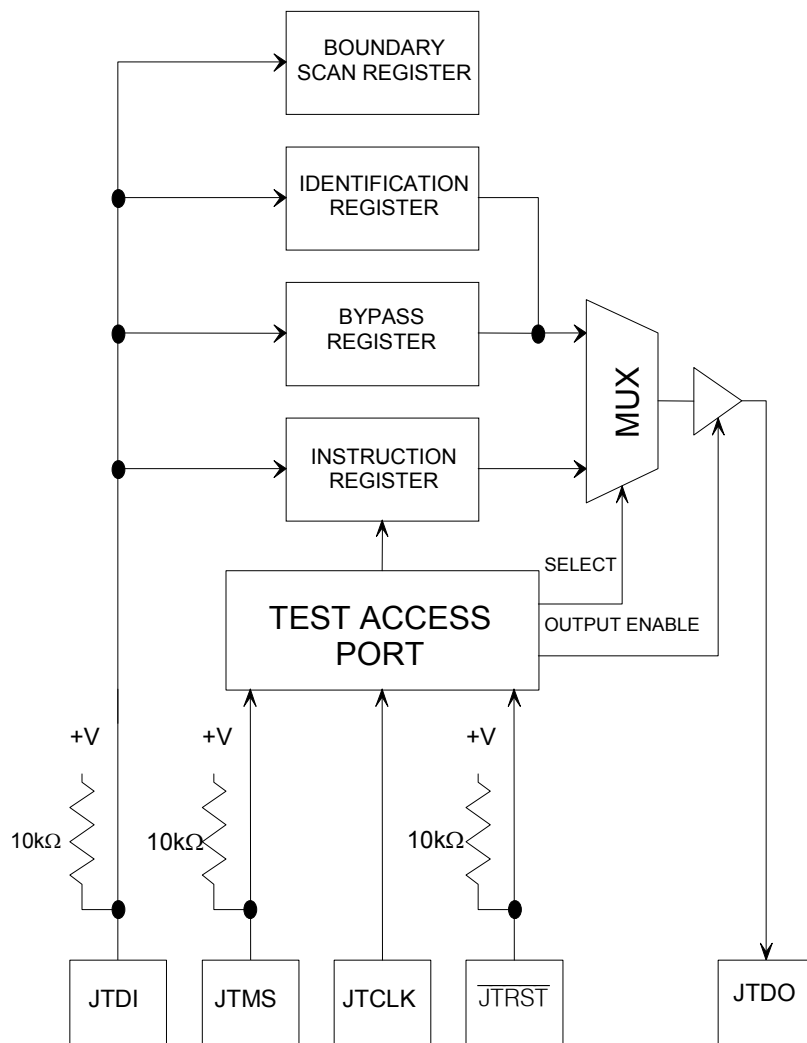 BOUNDARY
SCAN REGISTER
IDENTIFICATION
REGISTER
BYPASS
REGISTER
MUX
INSTRUCTION
REGISTER
SELECT
TEST ACCESS
PORT
OUTPUT ENABLE
+V
+V
+V
10kΩ
10kΩ
10kΩ
JTDI
JTMS
JTCLK
JTRST
JTDO